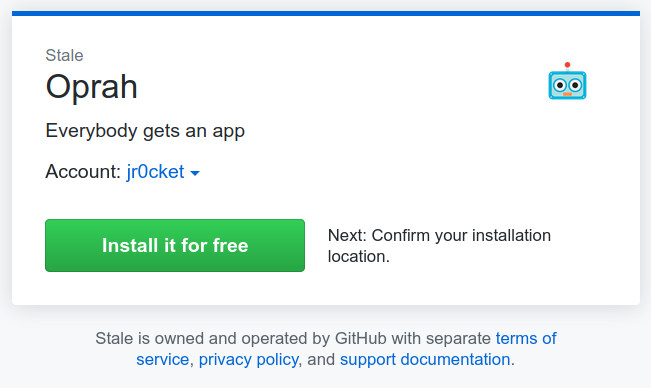 Stale
Oprah
Everybody gets an app
Account: jr0cket
Install it for free
Next: Confirm your installation
location.
Stale is owned and operated by GitHub with separate terms of
service, privacy policy, and support documentation.